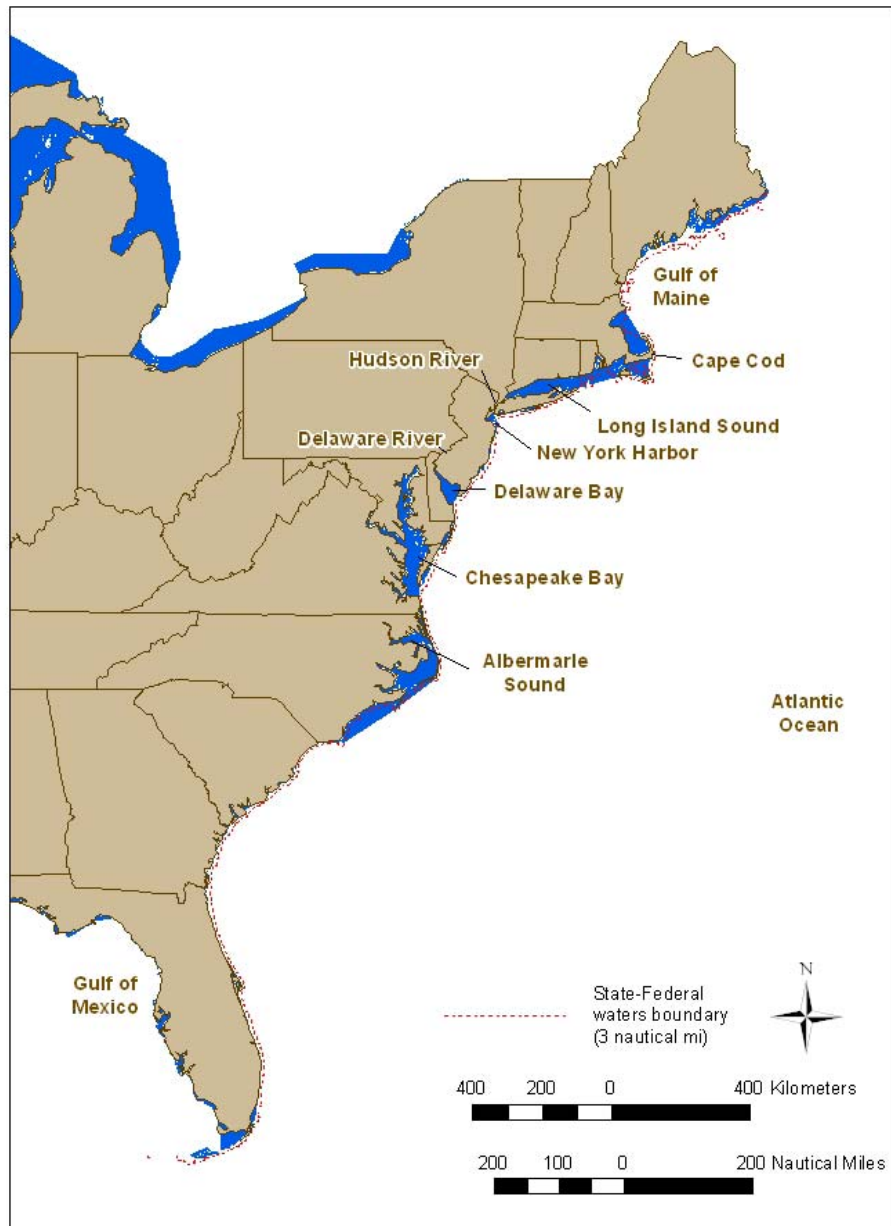 Gulf of
Maine
Hudson River
Cape Cod
Long Island Sound
Delaware River
New York Harbor
Delaware Bay
Chesapeake Bay
Albermarle
Sound
Atlantic
Ocean
Gulf of
Mexico
N
State-Federal
waters boundary
(3 nautical mi)
400 200 0 400 Kilometers
200 100 0 200 Nautical Miles